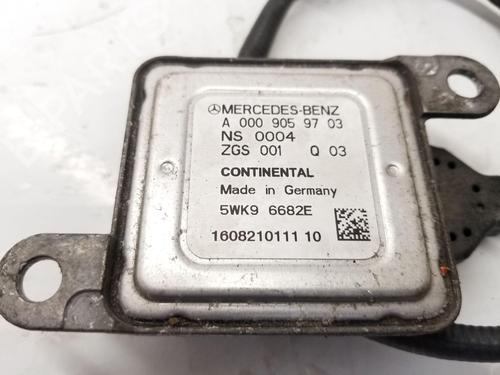 MERCEDES-BENZ
A 000 905 97 03
NS 0004
ZGS 001 Q 03
CONTINENTAL
Made in Germany
5WK9 6682E
1608210111 10